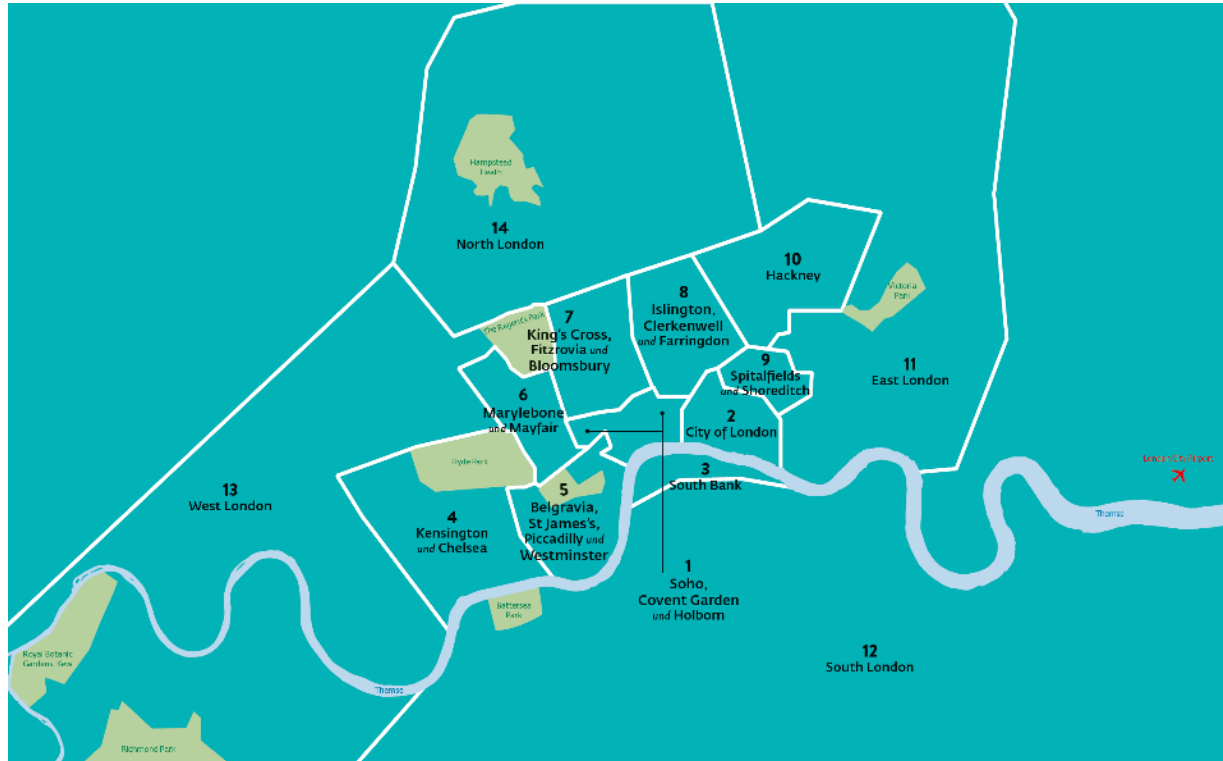 Hampstead
Heath
14
North London
10
Hackney
Victoria
Park
8
Islington,
Clerkenwell
und Farringdon
The Regent's Park
7
King's Cross,
Fitzrovia und
Bloomsbury
9
Spitalfields
und Shoreditch
11
East London
6
Marylebone
und Mayfair
2
City of London
Hyde Park
3
South Bank
London City Airport
13
West London
5
Belgravia,
St James's,
Piccadilly und
Westminster
4
Kensington
und Chelsea
Themse
1
Soho,
Covent Garden
und Holborn
Battersea
Park
12
South London
Royal Botanic
Gardens, Kew
Themse
Richmond Park